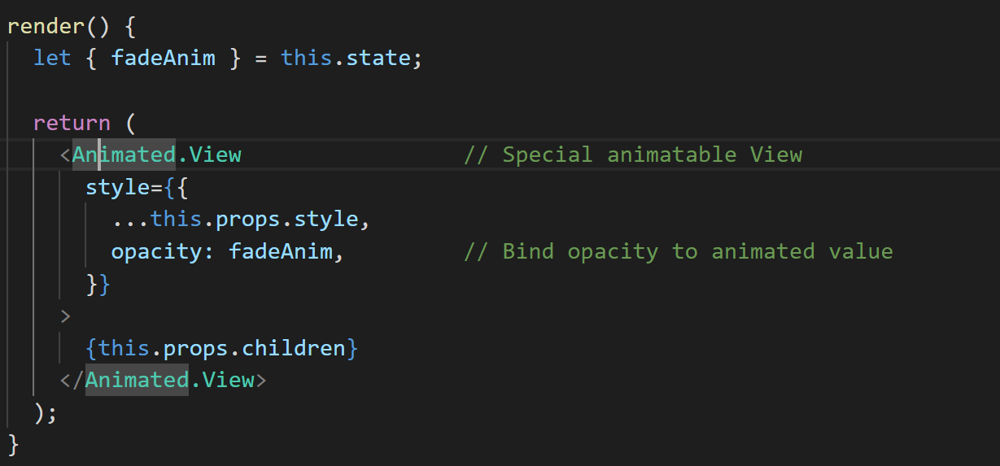 render() {
  let { fadeAnim } = this.state;

  return (
    <Animated.View                 // Special animatable View
      style={{
        ...this.props.style,
        opacity: fadeAnim,         // Bind opacity to animated value
      }}
    >
      {this.props.children}
    </Animated.View>
  );
}